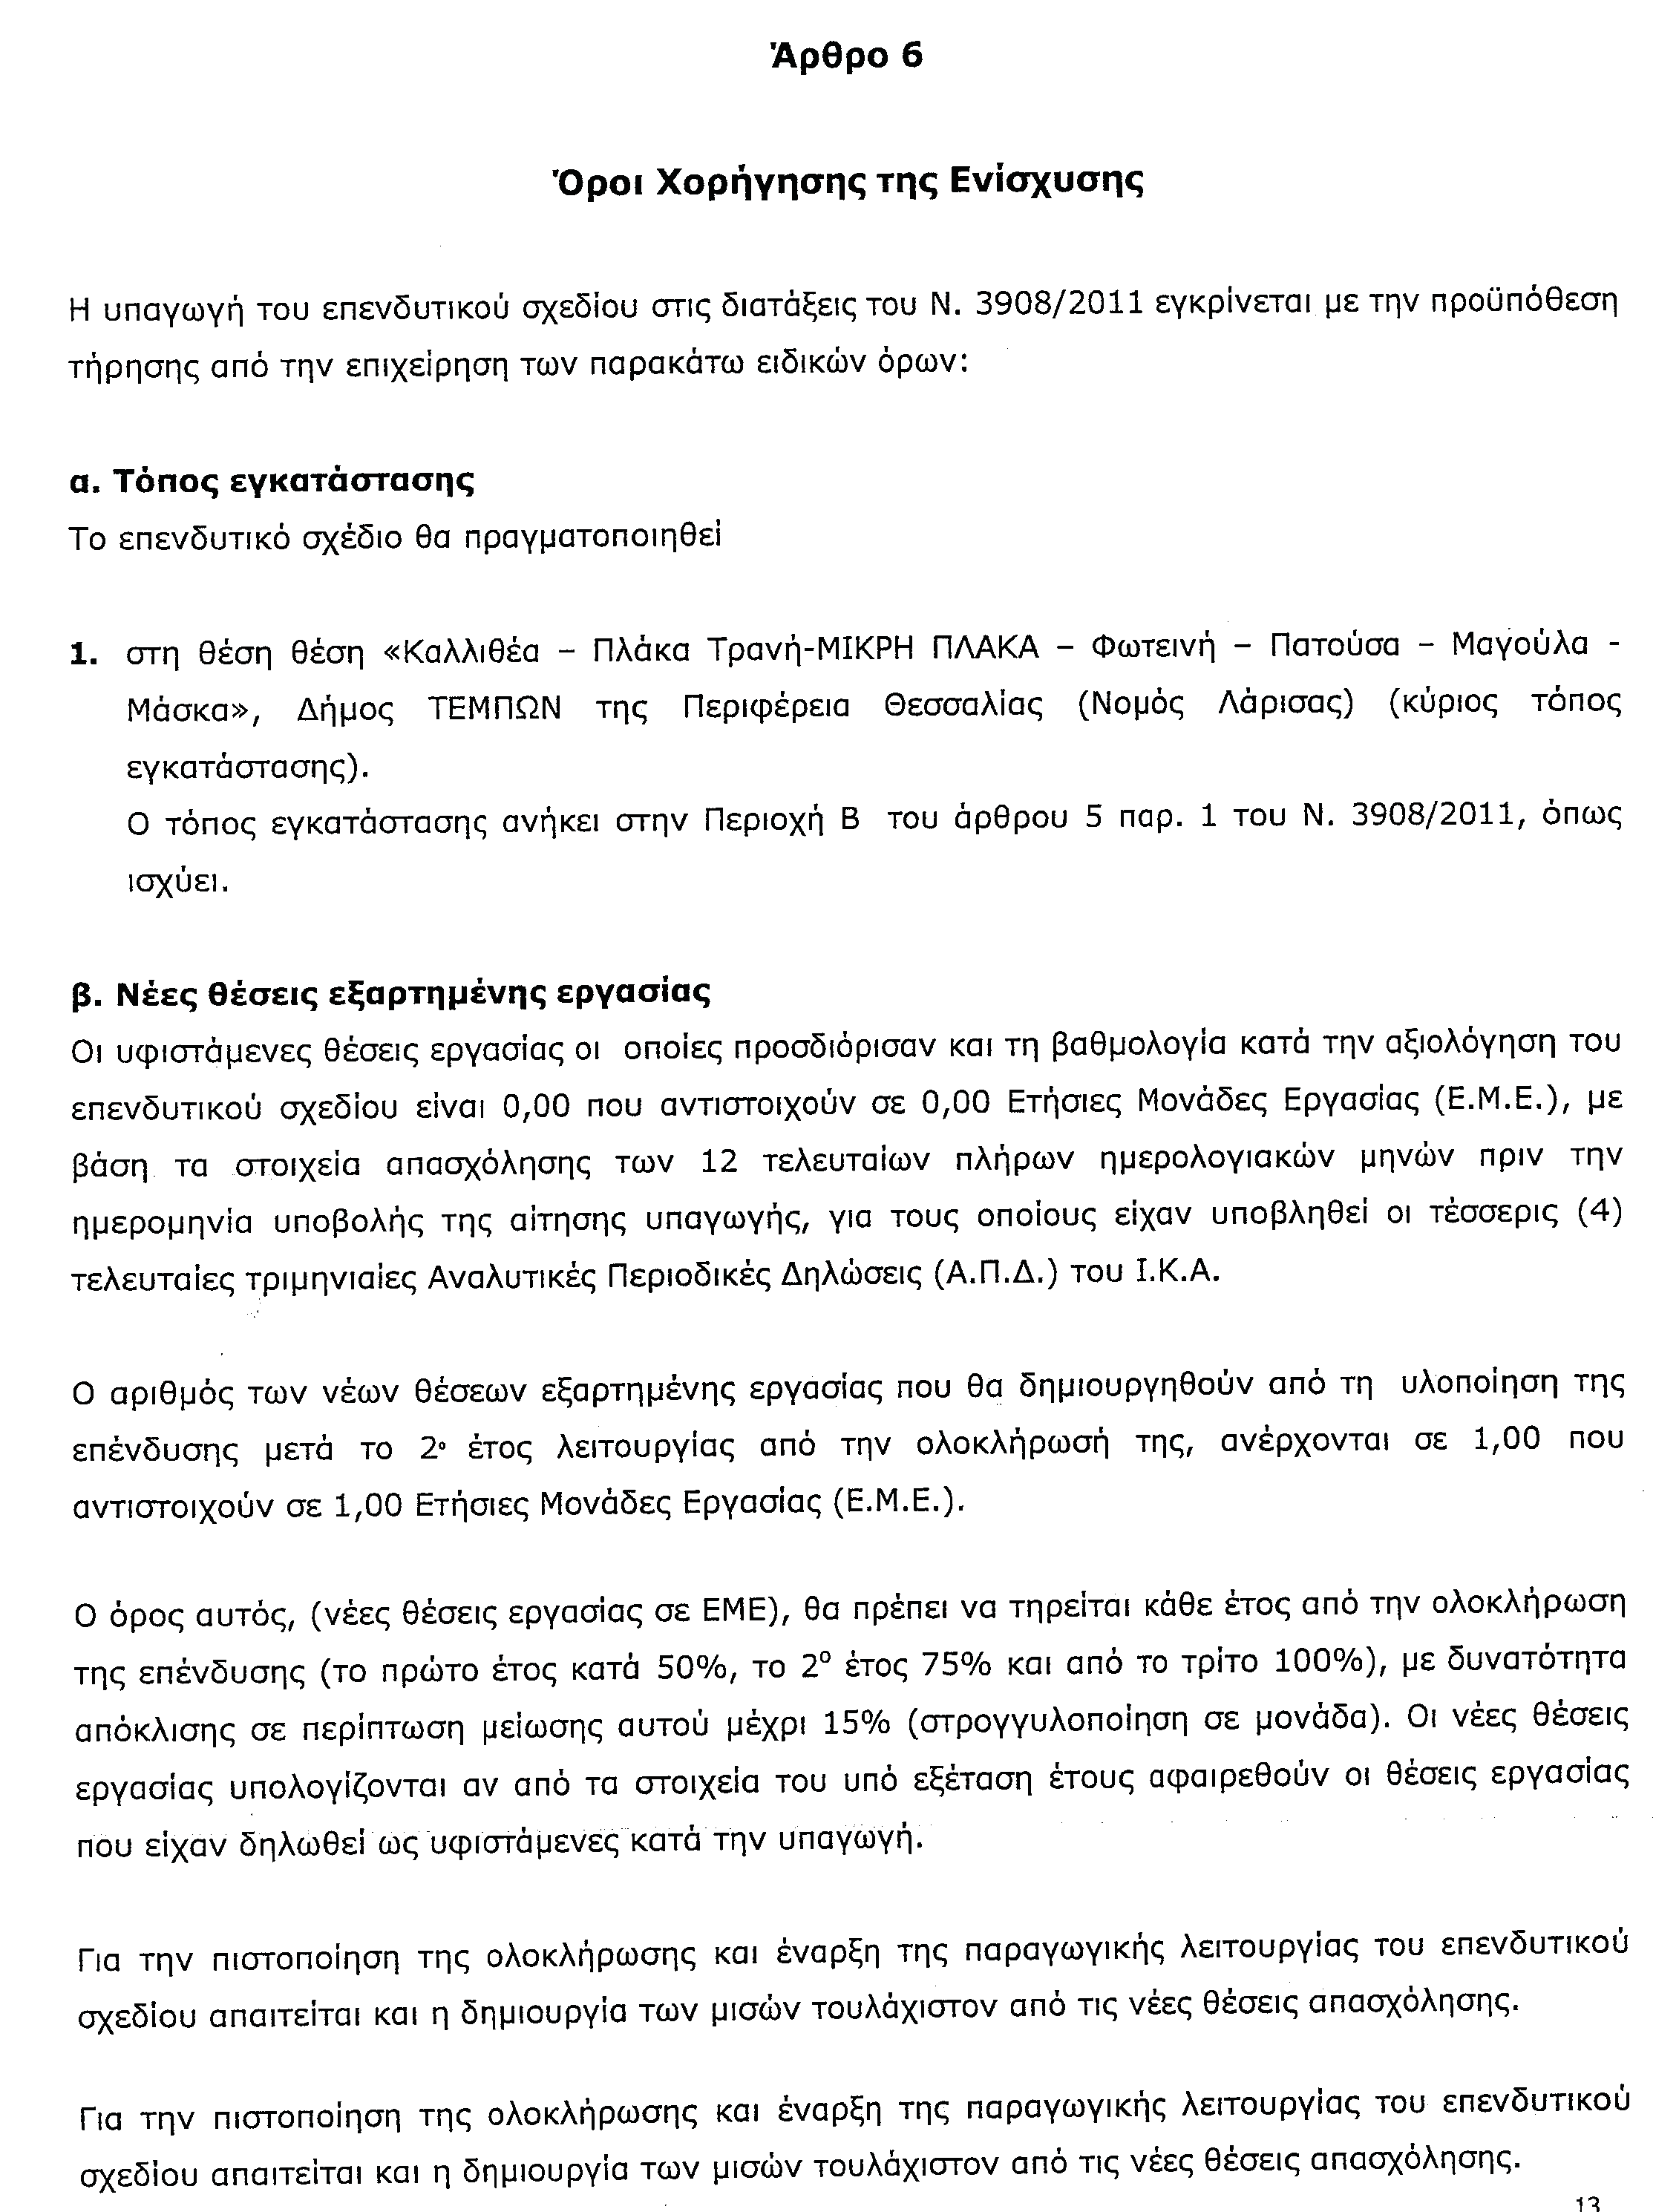 Άρθρο 6
Όροι Χορήγησης της Ενίσχυσης
Η υπαγωγή του επενδυτικού σχεδίου στις διατάξεις του Ν. 3908/2011 εγκρίνεται με την προϋπόθεση
τήρησης από την επιχείρηση των παρακάτω ειδικών όρων:
α. Τόπος εγκατάστασης
Το επενδυτικό σχέδιο θα πραγματοποιηθεί
1. στη θέση θέση «Καλλιθέα – Πλάκα Τρανή-ΜΙΚΡΗ ΠΛΑΚΑ – Φωτεινή – Πατούσα – Μαγούλα -
Μάσκα», Δήμος ΤΕΜΠΩΝ της Περιφέρεια Θεσσαλίας (Νομός Λάρισας) (κύριος τόπος
εγκατάστασης).
Ο τόπος εγκατάστασης ανήκει στην Περιοχή Β του άρθρου 5 παρ. 1 του Ν. 3908/2011, όπως
ισχύει.
β. Νέες θέσεις εξαρτημένης εργασίας
Οι υφιστάμενες θέσεις εργασίας οι οποίες προσδιόρισαν και τη βαθμολογία κατά την αξιολόγηση του
επενδυτικού σχεδίου είναι 0,00 που αντιστοιχούν σε 0,00 Ετήσιες Μονάδες Εργασίας (Ε.Μ.Ε.), με
βάση τα στοιχεία απασχόλησης των 12 τελευταίων πλήρων ημερολογιακών μηνών πριν την
ημερομηνία υποβολής της αίτησης υπαγωγής, για τους οποίους είχαν υποβληθεί οι τέσσερις (4)
τελευταίες τριμηνιαίες Αναλυτικές Περιοδικές Δηλώσεις (Α.Π.Δ.) του Ι.Κ.Α.
Ο αριθμός των νέων θέσεων εξαρτημένης εργασίας που θα δημιουργηθούν από τη υλοποίηση της
επένδυσης μετά το 2ο έτος λειτουργίας από την ολοκλήρωσή της, ανέρχονται σε 1,00 που
αντιστοιχούν σε 1,00 Ετήσιες Μονάδες Εργασίας (Ε.Μ.Ε.).
Ο όρος αυτός, (νέες θέσεις εργασίας σε ΕΜΕ), θα πρέπει να τηρείται κάθε έτος από την ολοκλήρωση
της επένδυσης (το πρώτο έτος κατά 50%, το 2ο έτος 75% και από το τρίτο 100%), με δυνατότητα
απόκλισης σε περίπτωση μείωσης αυτού μέχρι 15% (στρογγυλοποίηση σε μονάδα). Οι νέες θέσεις
εργασίας υπολογίζονται αν από τα στοιχεία του υπό εξέταση έτους αφαιρεθούν οι θέσεις εργασίας
που είχαν δηλωθεί ως υφιστάμενες κατά την υπαγωγή.
Για την πιστοποίηση της ολοκλήρωσης και έναρξη της παραγωγικής λειτουργίας του επενδυτικού
σχεδίου απαιτείται και η δημιουργία των μισών τουλάχιστον από τις νέες θέσεις απασχόλησης.
Για την πιστοποίηση της ολοκλήρωσης και έναρξη της παραγωγικής λειτουργίας του επενδυτικού
σχεδίου απαιτείται και η δημιουργία των μισών τουλάχιστον από τις νέες θέσεις απασχόλησης.
13